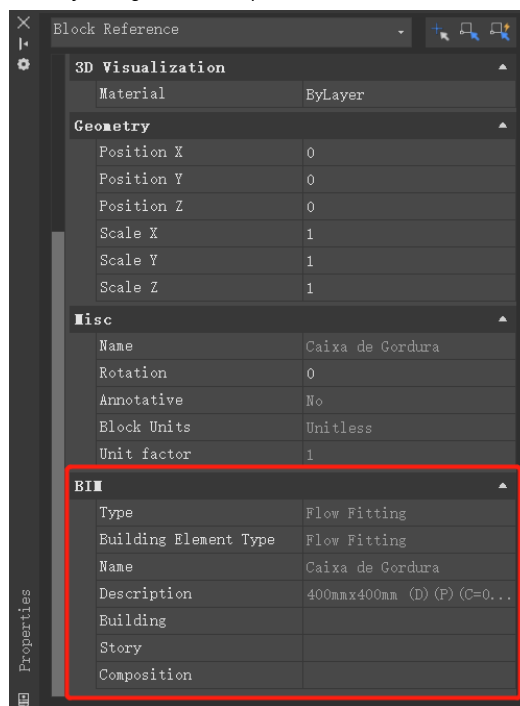 Block Reference
3D Visualization
Material ByLayer
Geometry
Position X 0
Position Y 0
Position Z 0
Scale X 1
Scale Y 1
Scale Z 1
Misc
Name Caixa de Gordura
Rotation 0
Annotative No
Block Units Unitless
Unit factor 1
BIM
Type Flow Fitting
Building Element Type Flow Fitting
Name Caixa de Gordura
Description 400mmx400mm (D)(P)(C=0...
Building
Story
Composition
Properties